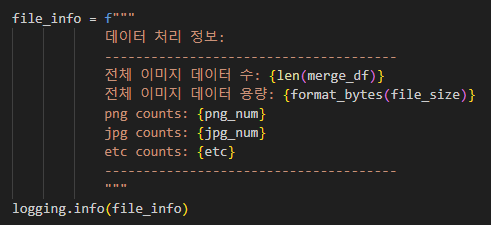 file_info = f"""
데이터 처리 정보:
---------------------------------------
전체 이미지 데이터 수: {len(merge_df)}
전체 이미지 데이터 용량: {format_bytes(file_size)}
png counts: {png_num}
jpg counts: {jpg_num}
etc counts: {etc}
---------------------------------------
"""
logging.info(file_info)